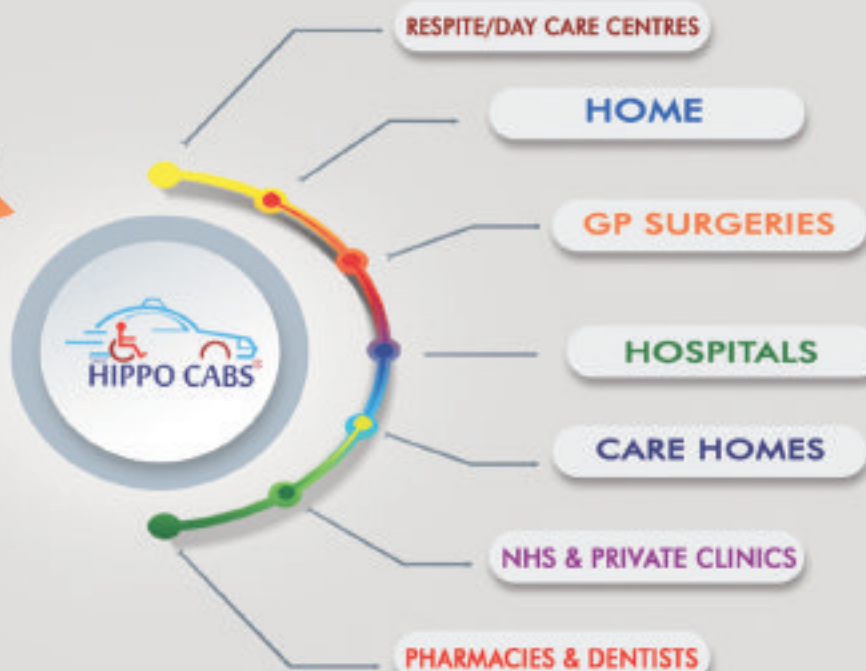 RESPITE/DAY CARE CENTRES
HOME
GP SURGERIES
HOSPITALS
CARE HOMES
NHS & PRIVATE CLINICS
PHARMACIES & DENTISTS
HIPPO CABS®